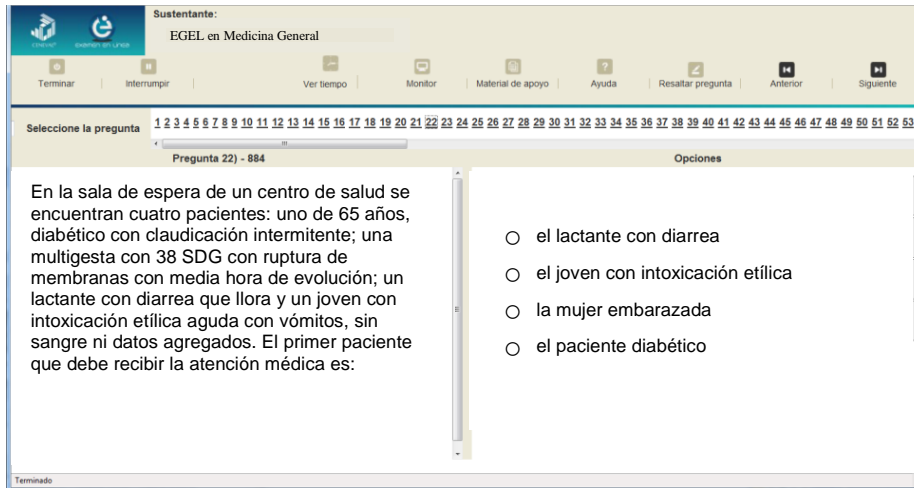 Sustentante:
EGEL en Medicina General
CENEVAL
examen en línea
Terminar
Interrumpir
Ver tiempo
Monitor
Material de apoyo
Ayuda
Resaltar pregunta
Anterior
Siguiente
Seleccione la pregunta
1 2 3 4 5 6 7 8 9 10 11 12 13 14 15 16 17 18 19 20 21 22 23 24 25 26 27 28 29 30 31 32 33 34 35 36 37 38 39 40 41 42 43 44 45 46 47 48 49 50 51 52 53
Pregunta 22) - 884
Opciones
En la sala de espera de un centro de salud se
encuentran cuatro pacientes: uno de 65 años,
diabético con claudicación intermitente; una
multigesta con 38 SDG con ruptura de
membranas con media hora de evolución; un
lactante con diarrea que llora y un joven con
intoxicación etílica aguda con vómitos, sin
sangre ni datos agregados. El primer paciente
que debe recibir la atención médica es:
el lactante con diarrea
el joven con intoxicación etílica
la mujer embarazada
el paciente diabético
Terminado